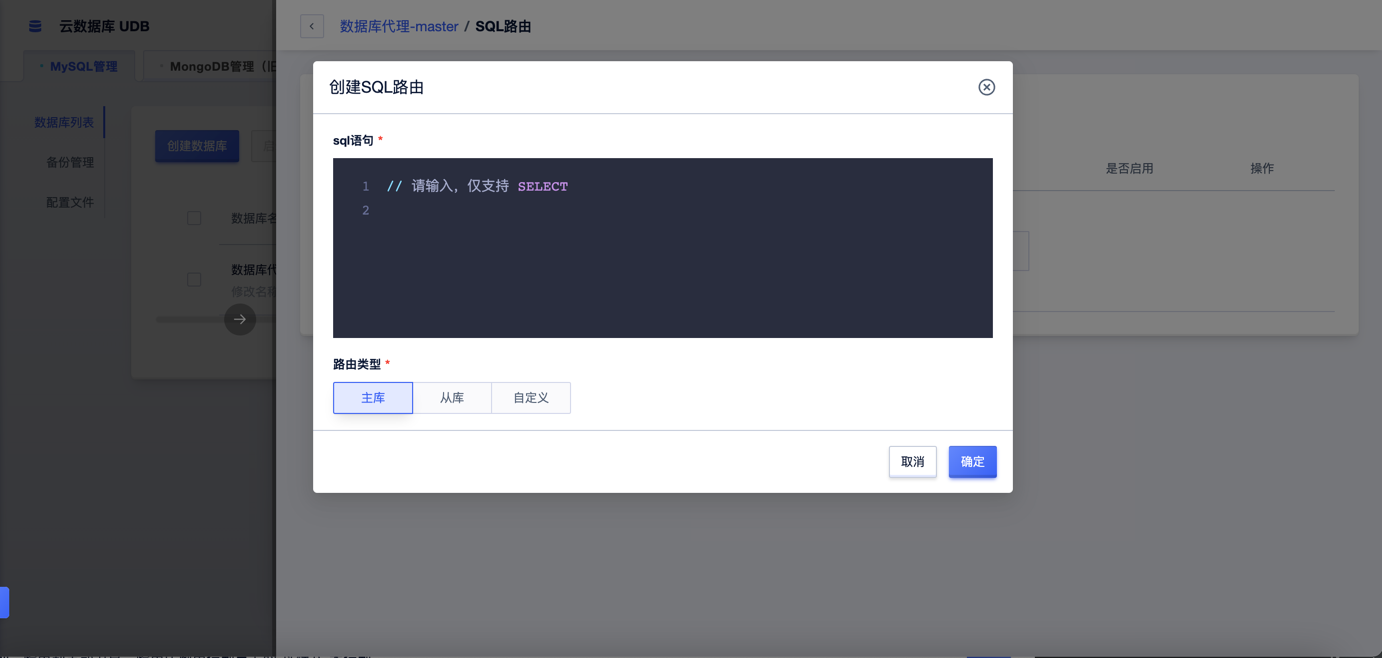 云数据库 UDB
数据库代理-master / SQL路由
MySQL管理
MongoDB管理（旧
创建SQL路由
数据库列表
备份管理
配置文件
创建数据库
sql语句 *
是否启用
操作
1 // 请输入, 仅支持 SELECT
2
数据库名
数据库代
修改名称
路由类型 *
主库
从库
自定义
取消
确定